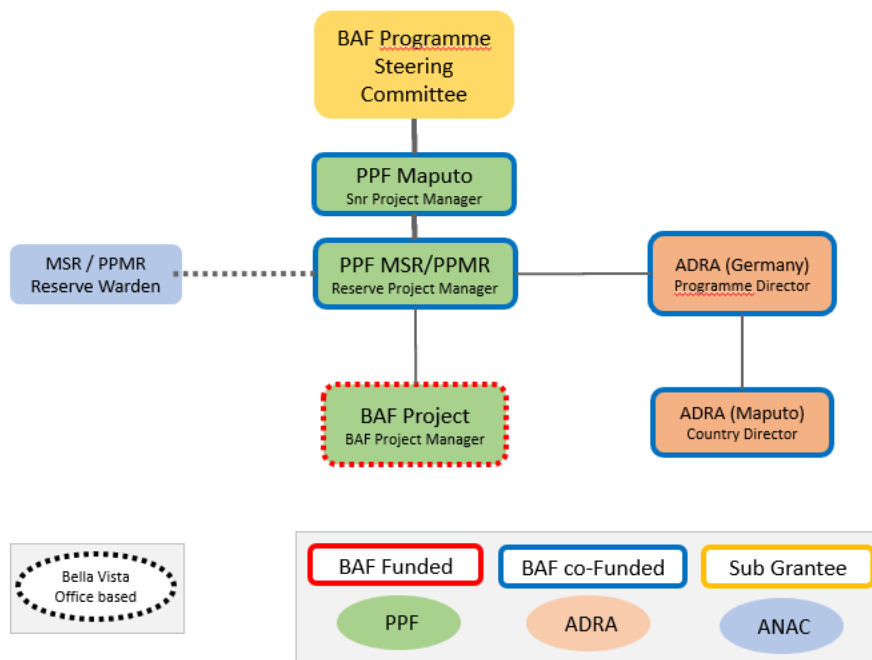 BAF Programme
Steering
Committee
PPF Maputo
Snr Project Manager
MSR / PPMR
Reserve Warden
PPF MSR/PPMR
Reserve Project Manager
ADRA (Germany)
Programme Director
BAF Project
BAF Project Manager
ADRA (Maputo)
Country Director
Bella Vista
Office based
BAF Funded
BAF co-Funded
Sub Grantee
PPF
ADRA
ANAC